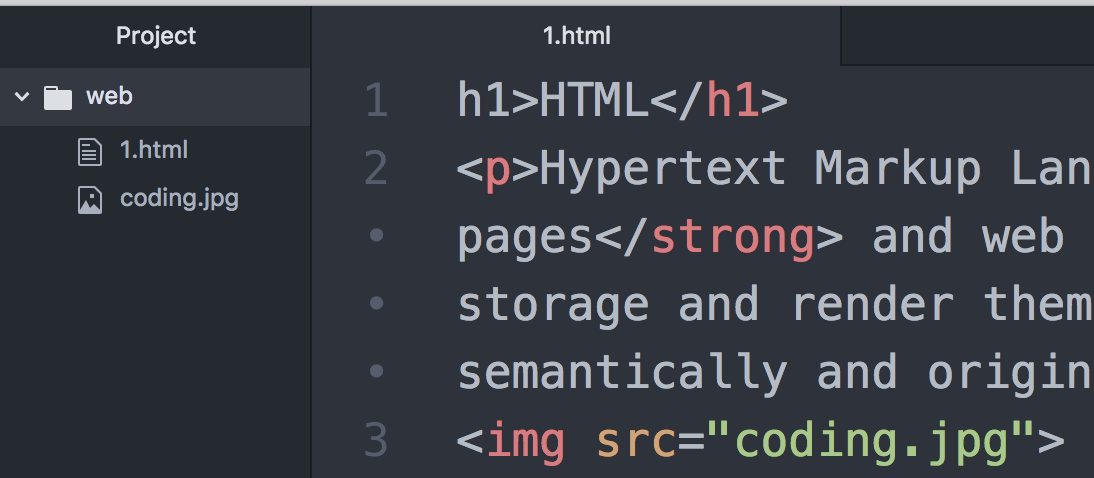 Project
web
1.html
coding.jpg
1.html
1 h1>HTML</h1>
2 <p>Hypertext Markup Lan
• pages</strong> and web
• storage and render them
• semantically and origin
3 <img src="coding.jpg">